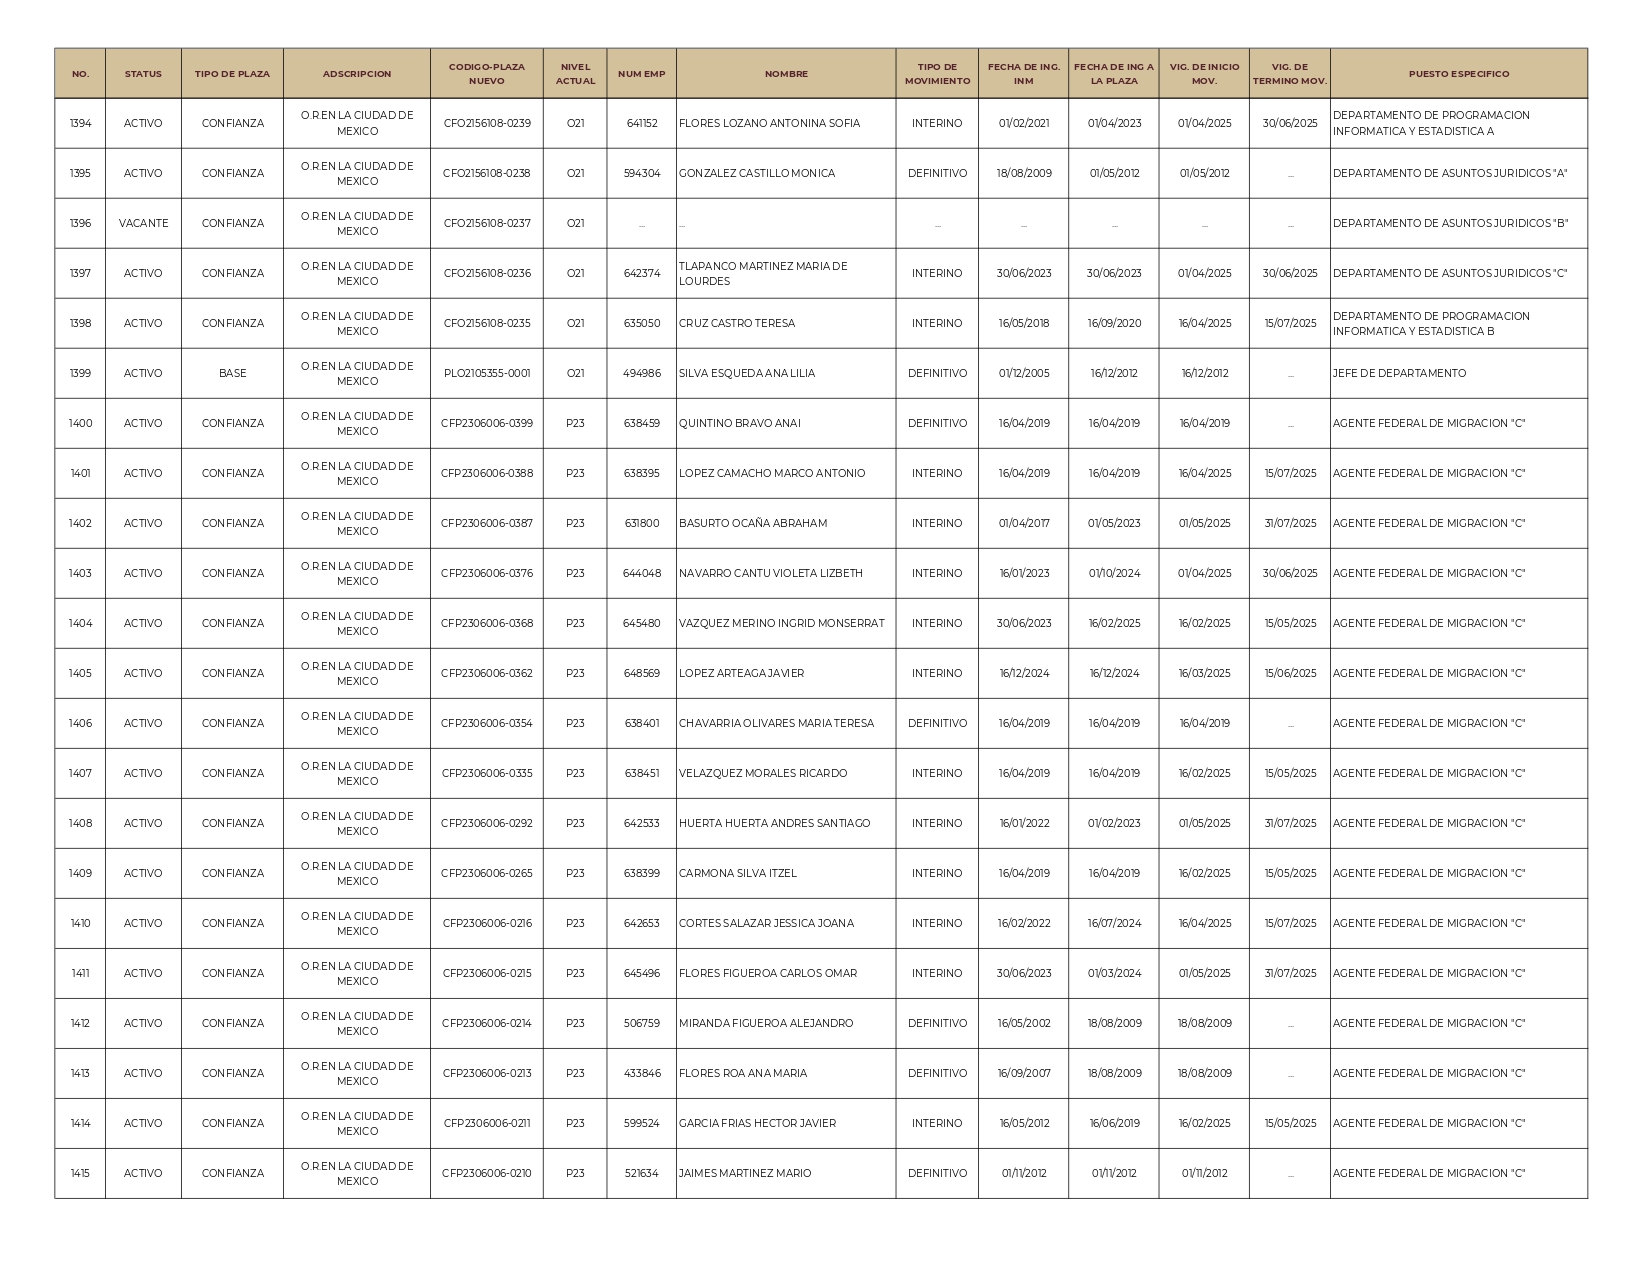 NO. STATUS TIPO DE PLAZA ADSCRIPCION CODIGO-PLAZA NUEVO NIVEL ACTUAL NUM EMP NOMBRE TIPO DE MOVIMIENTO FECHA DE ING. INM FECHA DE ING A LA PLAZA VIG. DE INICIO MOV. VIG. DE TERMINO MOV. PUESTO ESPECIFICO
1394 ACTIVO CONFIANZA O.R.EN LA CIUDAD DE MEXICO CFO2156108-0239 O21 641152 FLORES LOZANO ANTONINA SOFIA INTERINO 01/02/2021 01/04/2023 01/04/2025 30/06/2025 DEPARTAMENTO DE PROGRAMACION INFORMATICA Y ESTADISTICA A
1395 ACTIVO CONFIANZA O.R.EN LA CIUDAD DE MEXICO CFO2156108-0238 O21 594304 GONZALEZ CASTILLO MONICA DEFINITIVO 18/08/2009 01/05/2012 01/05/2012 ... DEPARTAMENTO DE ASUNTOS JURIDICOS "A"
1396 VACANTE CONFIANZA O.R.EN LA CIUDAD DE MEXICO CFO2156108-0237 O21 ... ... ... ... ... ... ... DEPARTAMENTO DE ASUNTOS JURIDICOS "B"
1397 ACTIVO CONFIANZA O.R.EN LA CIUDAD DE MEXICO CFO2156108-0236 O21 642374 TLAPANCO MARTINEZ MARIA DE LOURDES INTERINO 30/06/2023 30/06/2023 01/04/2025 30/06/2025 DEPARTAMENTO DE ASUNTOS JURIDICOS "C"
1398 ACTIVO CONFIANZA O.R.EN LA CIUDAD DE MEXICO CFO2156108-0235 O21 635050 CRUZ CASTRO TERESA INTERINO 16/05/2018 16/09/2020 16/04/2025 15/07/2025 DEPARTAMENTO DE PROGRAMACION INFORMATICA Y ESTADISTICA B
1399 ACTIVO BASE O.R.EN LA CIUDAD DE MEXICO PLO2105355-0001 O21 494986 SILVA ESQUEDA ANA LILIA DEFINITIVO 01/12/2005 16/12/2012 16/12/2012 ... JEFE DE DEPARTAMENTO
1400 ACTIVO CONFIANZA O.R.EN LA CIUDAD DE MEXICO CFP2306006-0399 P23 638459 QUINTINO BRAVO ANAI DEFINITIVO 16/04/2019 16/04/2019 16/04/2019 ... AGENTE FEDERAL DE MIGRACION "C"
1401 ACTIVO CONFIANZA O.R.EN LA CIUDAD DE MEXICO CFP2306006-0388 P23 638395 LOPEZ CAMACHO MARCO ANTONIO INTERINO 16/04/2019 16/04/2019 16/04/2025 15/07/2025 AGENTE FEDERAL DE MIGRACION "C"
1402 ACTIVO CONFIANZA O.R.EN LA CIUDAD DE MEXICO CFP2306006-0387 P23 631800 BASURTO OCAÑA ABRAHAM INTERINO 01/04/2017 01/05/2023 01/05/2025 31/07/2025 AGENTE FEDERAL DE MIGRACION "C"
1403 ACTIVO CONFIANZA O.R.EN LA CIUDAD DE MEXICO CFP2306006-0376 P23 644048 NAVARRO CANTU VIOLETA LIZBETH INTERINO 16/01/2023 01/10/2024 01/04/2025 30/06/2025 AGENTE FEDERAL DE MIGRACION "C"
1404 ACTIVO CONFIANZA O.R.EN LA CIUDAD DE MEXICO CFP2306006-0368 P23 645480 VAZQUEZ MERINO INGRID MONSERRAT INTERINO 30/06/2023 16/02/2025 16/02/2025 15/05/2025 AGENTE FEDERAL DE MIGRACION "C"
1405 ACTIVO CONFIANZA O.R.EN LA CIUDAD DE MEXICO CFP2306006-0362 P23 648569 LOPEZ ARTEAGA JAVIER INTERINO 16/12/2024 16/12/2024 16/03/2025 15/06/2025 AGENTE FEDERAL DE MIGRACION "C"
1406 ACTIVO CONFIANZA O.R.EN LA CIUDAD DE MEXICO CFP2306006-0354 P23 638401 CHAVARRIA OLIVARES MARIA TERESA DEFINITIVO 16/04/2019 16/04/2019 16/04/2019 ... AGENTE FEDERAL DE MIGRACION "C"
1407 ACTIVO CONFIANZA O.R.EN LA CIUDAD DE MEXICO CFP2306006-0335 P23 638451 VELAZQUEZ MORALES RICARDO INTERINO 16/04/2019 16/04/2019 16/02/2025 15/05/2025 AGENTE FEDERAL DE MIGRACION "C"
1408 ACTIVO CONFIANZA O.R.EN LA CIUDAD DE MEXICO CFP2306006-0292 P23 642533 HUERTA HUERTA ANDRES SANTIAGO INTERINO 16/01/2022 01/02/2023 01/05/2025 31/07/2025 AGENTE FEDERAL DE MIGRACION "C"
1409 ACTIVO CONFIANZA O.R.EN LA CIUDAD DE MEXICO CFP2306006-0265 P23 638399 CARMONA SILVA ITZEL INTERINO 16/04/2019 16/04/2019 16/02/2025 15/05/2025 AGENTE FEDERAL DE MIGRACION "C"
1410 ACTIVO CONFIANZA O.R.EN LA CIUDAD DE MEXICO CFP2306006-0216 P23 642653 CORTES SALAZAR JESSICA JOANA INTERINO 16/02/2022 16/07/2024 16/04/2025 15/07/2025 AGENTE FEDERAL DE MIGRACION "C"
1411 ACTIVO CONFIANZA O.R.EN LA CIUDAD DE MEXICO CFP2306006-0215 P23 645496 FLORES FIGUEROA CARLOS OMAR INTERINO 30/06/2023 01/03/2024 01/05/2025 31/07/2025 AGENTE FEDERAL DE MIGRACION "C"
1412 ACTIVO CONFIANZA O.R.EN LA CIUDAD DE MEXICO CFP2306006-0214 P23 506759 MIRANDA FIGUEROA ALEJANDRO DEFINITIVO 16/05/2002 18/08/2009 18/08/2009 ... AGENTE FEDERAL DE MIGRACION "C"
1413 ACTIVO CONFIANZA O.R.EN LA CIUDAD DE MEXICO CFP2306006-0213 P23 433846 FLORES ROA ANA MARIA DEFINITIVO 16/09/2007 18/08/2009 18/08/2009 ... AGENTE FEDERAL DE MIGRACION "C"
1414 ACTIVO CONFIANZA O.R.EN LA CIUDAD DE MEXICO CFP2306006-0211 P23 599524 GARCIA FRIAS HECTOR JAVIER INTERINO 16/05/2012 16/06/2019 16/02/2025 15/05/2025 AGENTE FEDERAL DE MIGRACION "C"
1415 ACTIVO CONFIANZA O.R.EN LA CIUDAD DE MEXICO CFP2306006-0210 P23 521634 JAIMES MARTINEZ MARIO DEFINITIVO 01/11/2012 01/11/2012 01/11/2012 ... AGENTE FEDERAL DE MIGRACION "C"